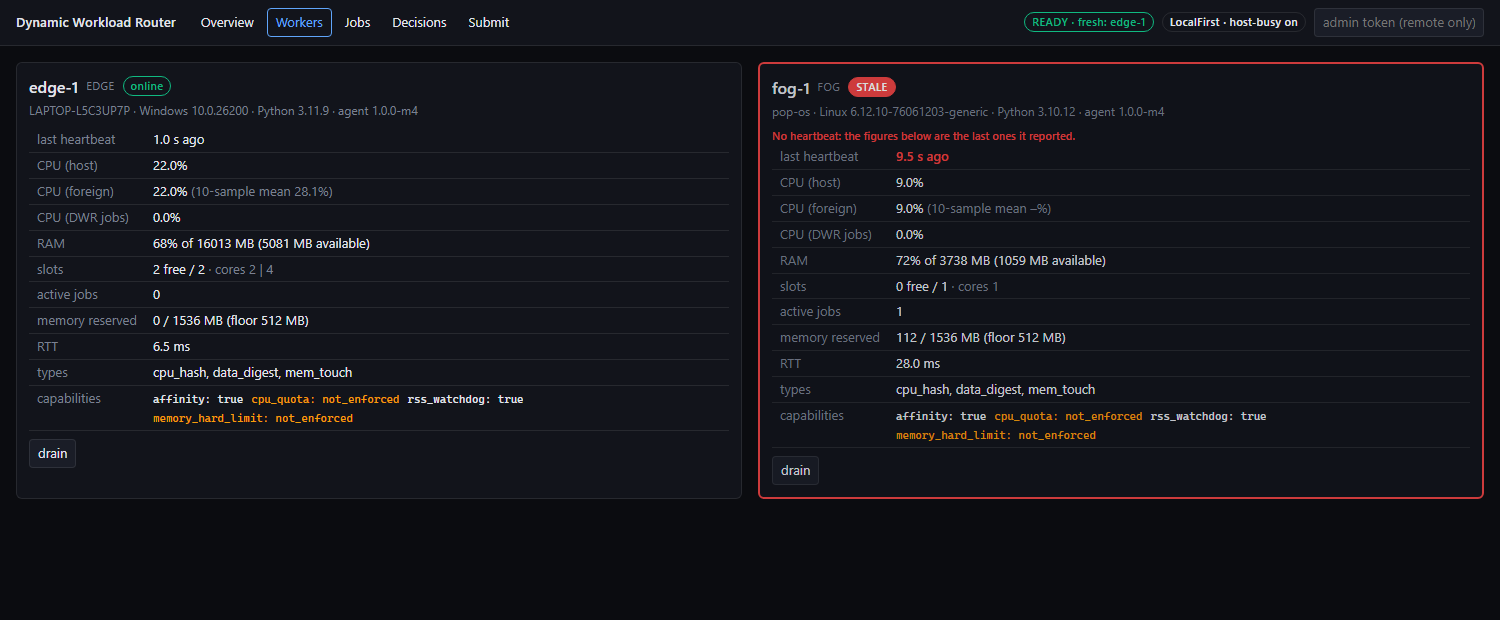 Dynamic Workload Router Overview Workers Jobs Decisions Submit READY · fresh: edge-1 LocalFirst · host-busy on admin token (remote only)
edge-1 EDGE online
LAPTOP-L5C3UP7P · Windows 10.0.26200 · Python 3.11.9 · agent 1.0.0-m4
last heartbeat 1.0 s ago
CPU (host) 22.0%
CPU (foreign) 22.0% (10-sample mean 28.1%)
CPU (DWR jobs) 0.0%
RAM 68% of 16013 MB (5081 MB available)
slots 2 free / 2 · cores 2 | 4
active jobs 0
memory reserved 0 / 1536 MB (floor 512 MB)
RTT 6.5 ms
types cpu_hash, data_digest, mem_touch
capabilities affinity: true cpu_quota: not_enforced rss_watchdog: true
memory_hard_limit: not_enforced
drain
fog-1 FOG STALE
pop-os · Linux 6.12.10-76061203-generic · Python 3.10.12 · agent 1.0.0-m4
No heartbeat: the figures below are the last ones it reported.
last heartbeat 9.5 s ago
CPU (host) 9.0%
CPU (foreign) 9.0% (10-sample mean –%)
CPU (DWR jobs) 0.0%
RAM 72% of 3738 MB (1059 MB available)
slots 0 free / 1 · cores 1
active jobs 1
memory reserved 112 / 1536 MB (floor 512 MB)
RTT 28.0 ms
types cpu_hash, data_digest, mem_touch
capabilities affinity: true cpu_quota: not_enforced rss_watchdog: true
memory_hard_limit: not_enforced
drain